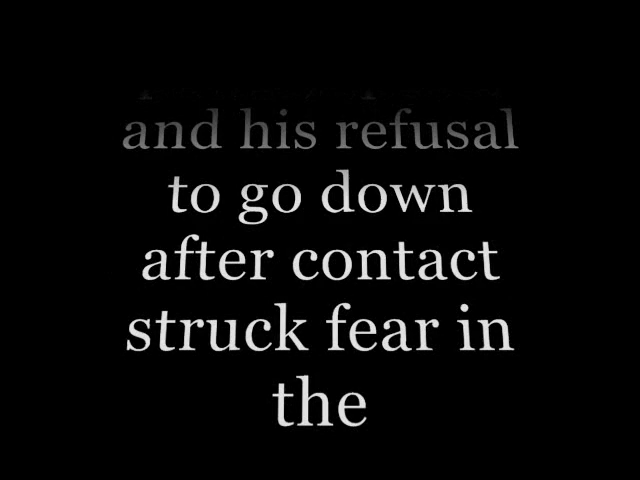 and his refusal
to go down
after contact
struck fear in
the